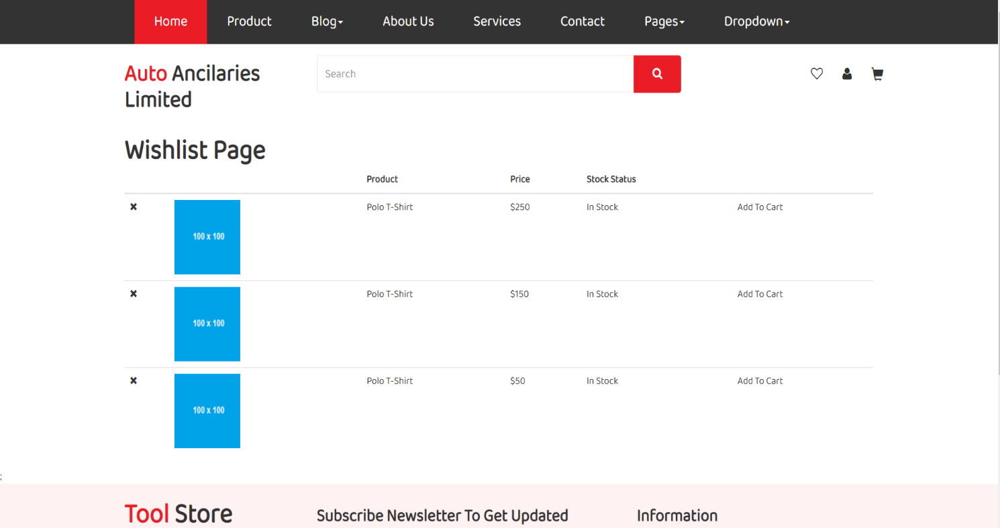 Home Product Blog About Us Services Contact Pages Dropdown
Auto Ancilaries
Limited
Search
Wishlist Page
Product Price Stock Status
Polo T-Shirt $250 In Stock Add To Cart
100 x 100
Polo T-Shirt $150 In Stock Add To Cart
100 x 100
Polo T-Shirt $50 In Stock Add To Cart
100 x 100
;
Tool Store Subscribe Newsletter To Get Updated Information